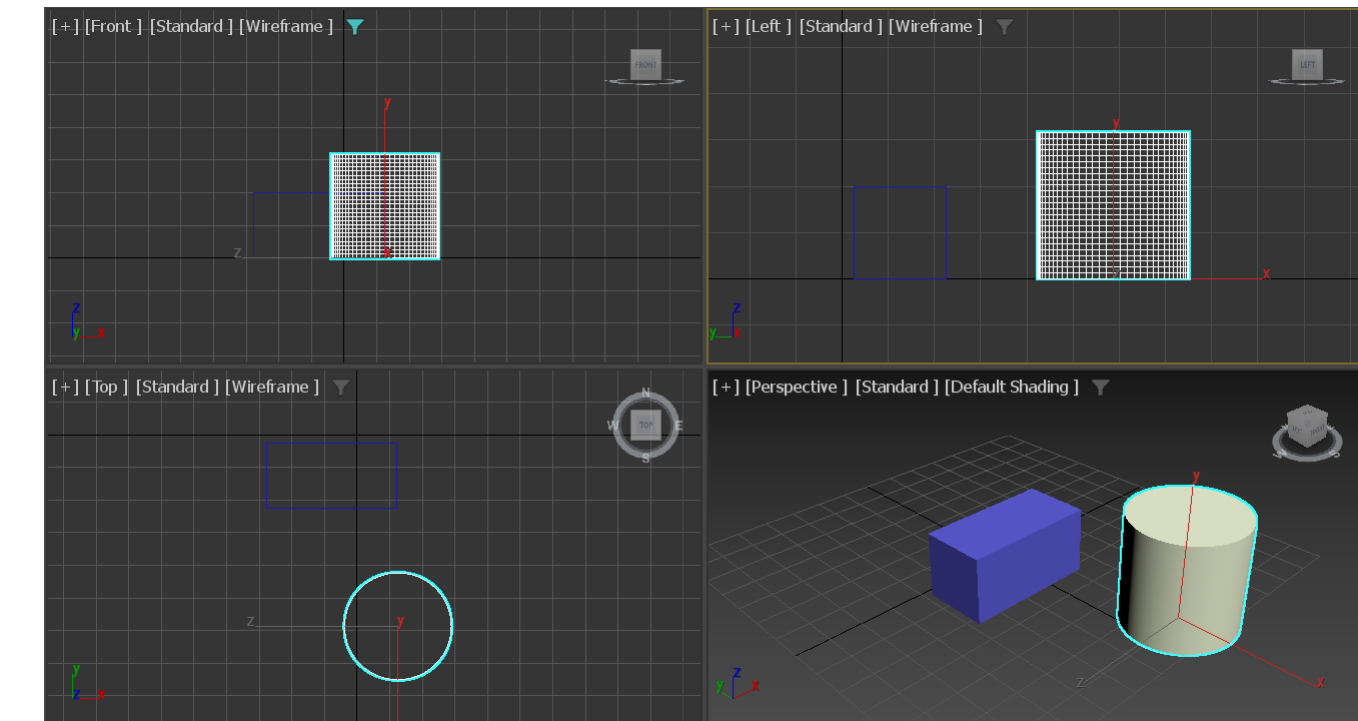 [+] [Front ] [Standard ] [Wireframe ]
FRONT
y
z
x
z
y x
[+] [Left ] [Standard ] [Wireframe ]
LEFT
y
x
z
y x
[+] [Top ] [Standard ] [Wireframe ]
N
W TOP E
S
z y
y
z x
[+] [Perspective ] [Standard ] [Default Shading ]
W S
y
z x
z
y x